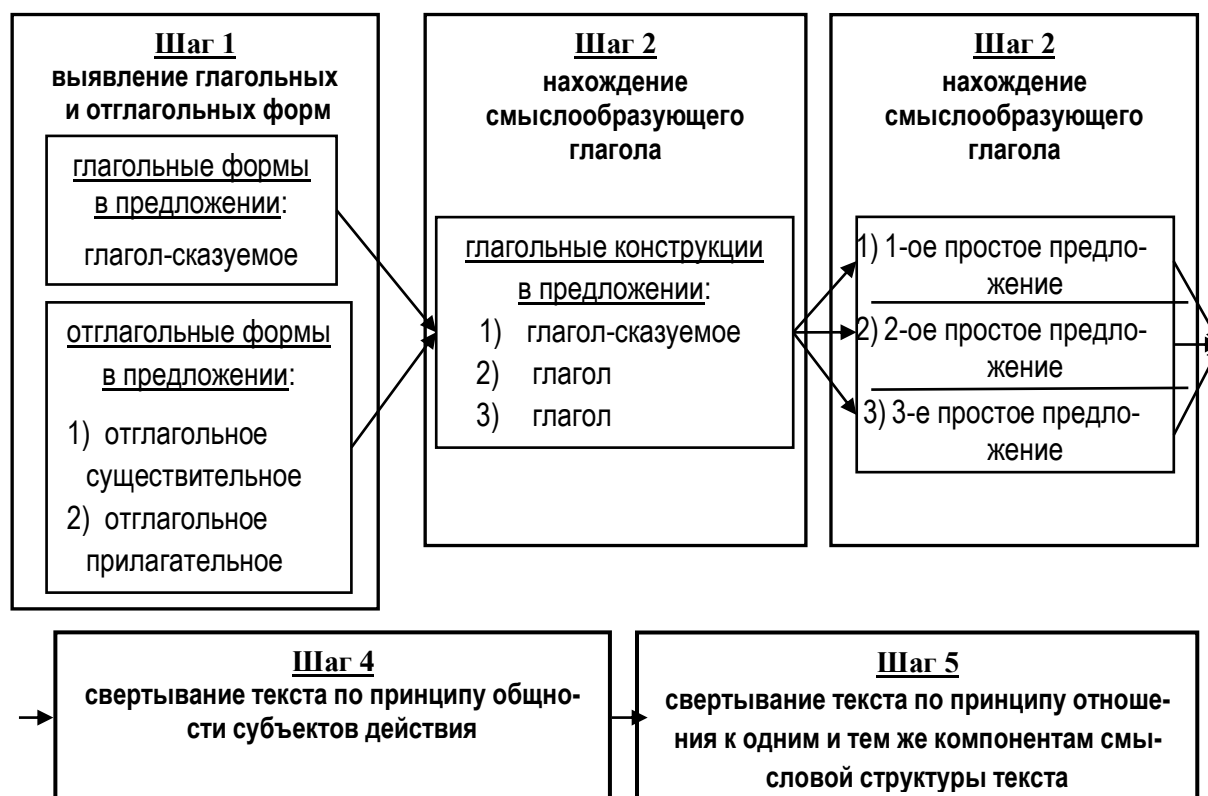 Шаг 1
выявление глагольных
и отглагольных форм
глагольные формы
в предложении:
глагол-сказуемое
отглагольные формы
в предложении:
1) отглагольное
существительное
2) отглагольное
прилагательное
Шаг 2
нахождение
смыслообразующего
глагола
глагольные конструкции
в предложении:
1) глагол-сказуемое
2) глагол
3) глагол
Шаг 2
нахождение
смыслообразующего
глагола
1) 1-ое простое предло-
жение
2) 2-ое простое предло-
жение
3) 3-е простое предло-
жение
Шаг 4
свертывание текста по принципу общно-
сти субъектов действия
Шаг 5
свертывание текста по принципу отноше-
ния к одним и тем же компонентам смы-
словой структуры текста